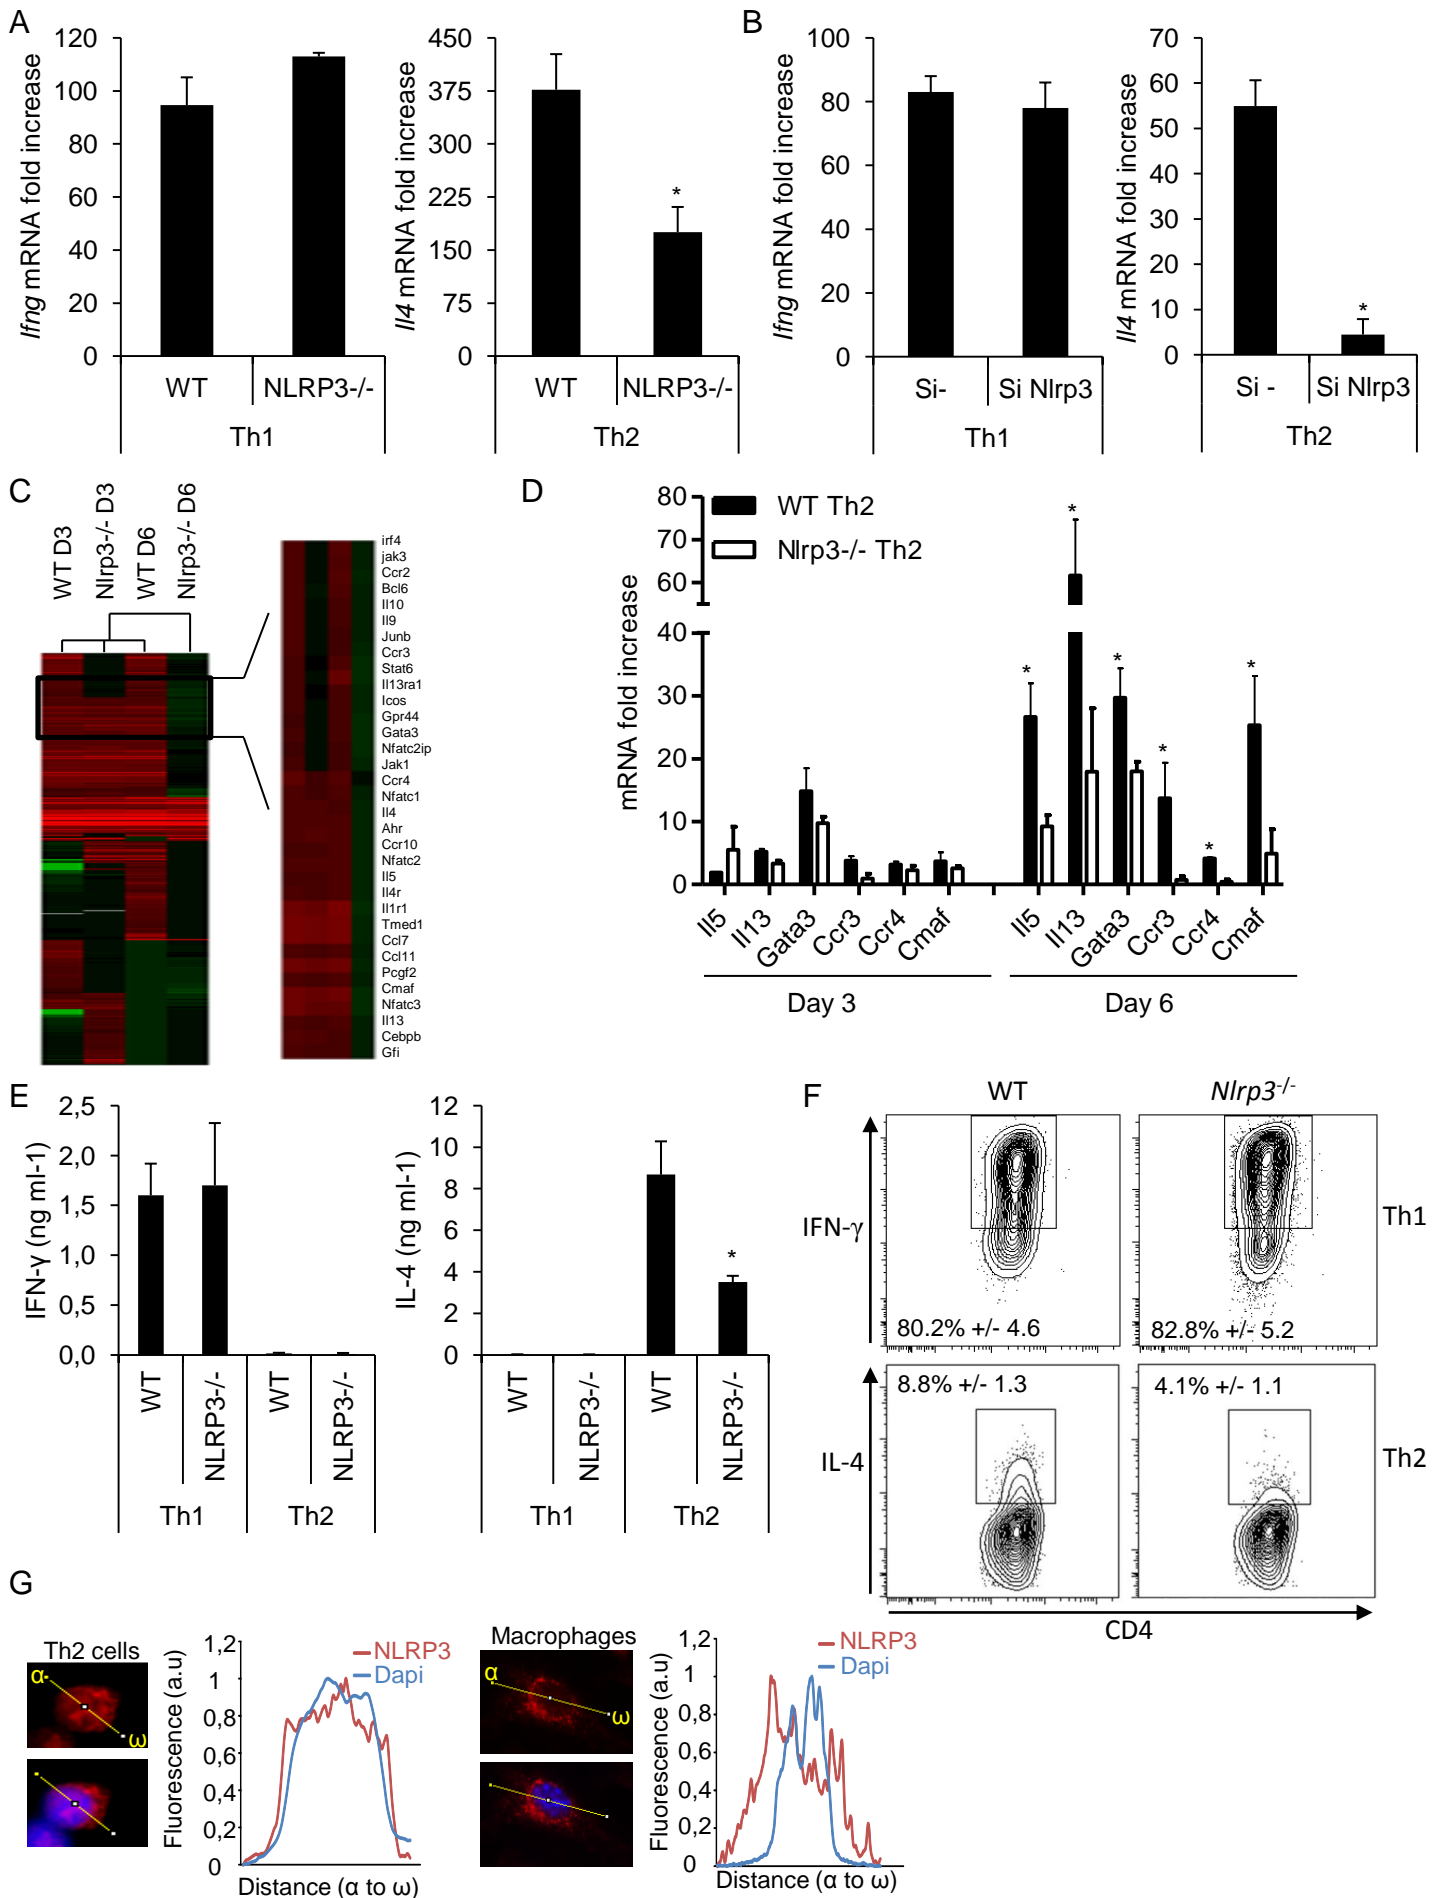 A
Ifng mRNA fold increase
120
100
80
60
40
20
0
WT
NLRP3-/-
Th1
Il4 mRNA fold increase
450
375
300
225
150
75
0
*
WT
NLRP3-/-
Th2
B
Ifng mRNA fold increase
100
80
60
40
20
0
Si-
Si Nlrp3
Th1
Il4 mRNA fold increase
70
60
50
40
30
20
10
0
*
Si -
Si Nlrp3
Th2
C
WT D3
Nlrp3-/- D3
WT D6
Nlrp3-/- D6
irf4
jak3
Ccr2
Bcl6
Il10
Il9
Junb
Ccr3
Stat6
Il13ra1
Icos
Gpr44
Gata3
Nfatc2ip
Jak1
Ccr4
Nfatc1
Il4
Ahr
Ccr10
Nfatc2
Il5
Il4r
Il1r1
Tmed1
Ccl7
Ccl11
Pcgf2
Cmaf
Nfatc3
Il13
Cebpb
Gfi
D
mRNA fold increase
80
70
60
40
30
20
10
0
WT Th2
Nlrp3-/- Th2
* * * * * *
Il5
Il13
Gata3
Ccr3
Ccr4
Cmaf
Day 3
Il5
Il13
Gata3
Ccr3
Ccr4
Cmaf
Day 6
E
IFN-γ (ng ml-1)
2,5
2,0
1,5
1,0
0,5
0,0
WT
NLRP3-/-
WT
NLRP3-/-
Th1
Th2
IL-4 (ng ml-1)
12
10
8
6
4
2
0
*
WT
NLRP3-/-
WT
NLRP3-/-
Th1
Th2
F
WT
Nlrp3-/-
IFN-γ
80.2% +/- 4.6
82.8% +/- 5.2
Th1
IL-4
8.8% +/- 1.3
4.1% +/- 1.1
Th2
CD4
G
Th2 cells
α
ω
Fluorescence (a.u)
1,2
1
0,8
0,6
0,4
0,2
0
NLRP3
Dapi
Distance (α to ω)
Macrophages
α
ω
Fluorescence (a.u)
1,2
1
0,8
0,6
0,4
0,2
0
NLRP3
Dapi
Distance (α to ω)